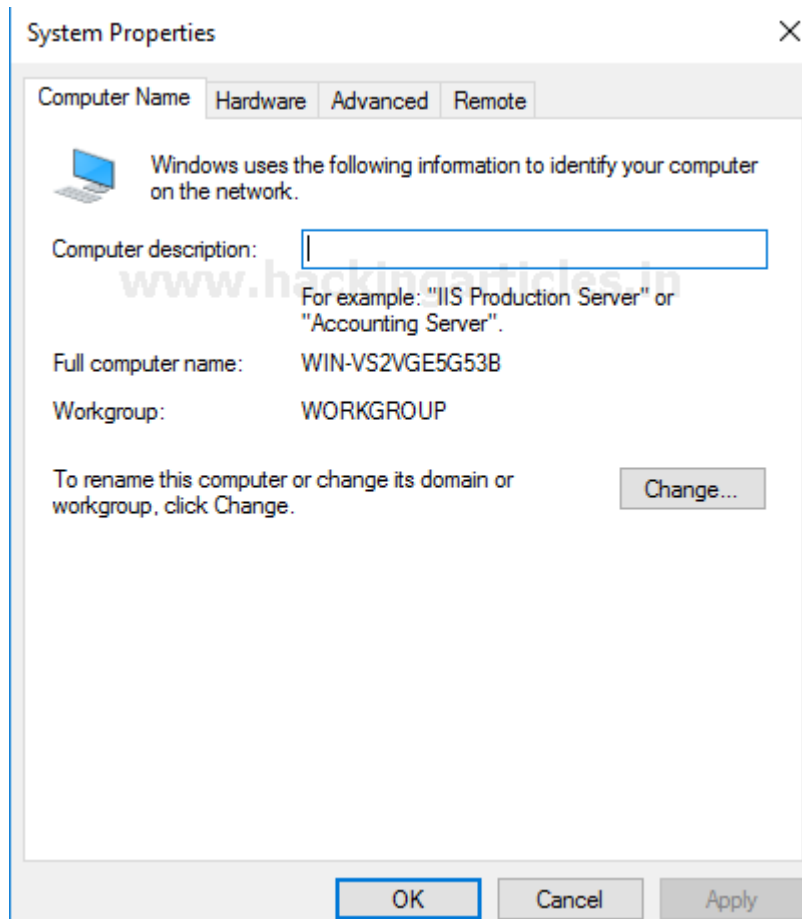 System Properties
Computer Name
Hardware
Advanced
Remote
Windows uses the following information to identify your computer
on the network.
Computer description:
www.hackingarticles.in
For example: "IIS Production Server" or
"Accounting Server".
Full computer name:
WIN-VS2VGE5G53B
Workgroup:
WORKGROUP
To rename this computer or change its domain or
workgroup, click Change.
Change...
OK
Cancel
Apply